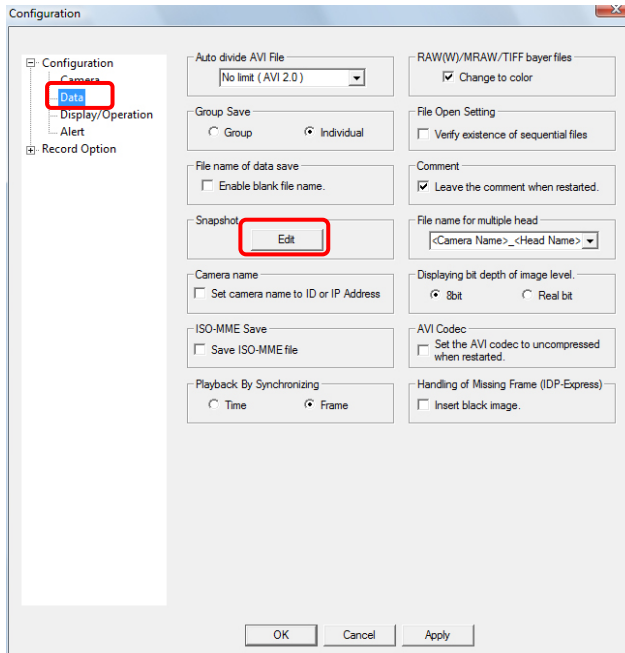 Configuration
Configuration
Camera
Data
Display/Operation
Alert
Record Option
Auto divide AVI File
No limit ( AVI 2.0 )
Group Save
Group
Individual
File name of data save
Enable blank file name.
Snapshot
Edit
Camera name
Set camera name to ID or IP Address
ISO-MME Save
Save ISO-MME file
Playback By Synchronizing
Time
Frame
RAW(W)/MRAW/TIFF bayer files
Change to color
File Open Setting
Verify existence of sequential files
Comment
Leave the comment when restarted.
File name for multiple head
<Camera Name>_<Head Name>
Displaying bit depth of image level.
8bit
Real bit
AVI Codec
Set the AVI codec to uncompressed
when restarted.
Handling of Missing Frame (IDP-Express)
Insert black image.
OK
Cancel
Apply